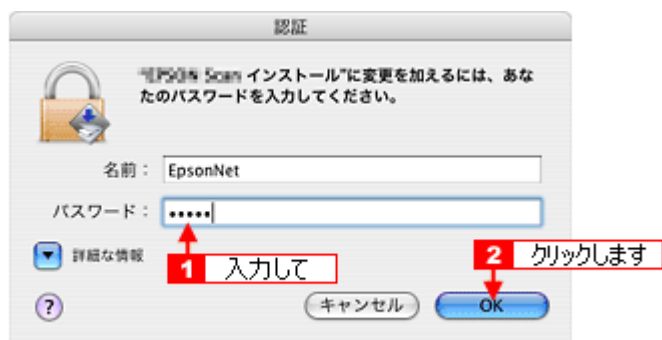 認証
"EPSON Scan インストール"に変更を加えるには、あな
たのパスワードを入力してください。
名前： EpsonNet
パスワード： •••••
詳細な情報
1 入力して
2 クリックします
? キャンセル OK